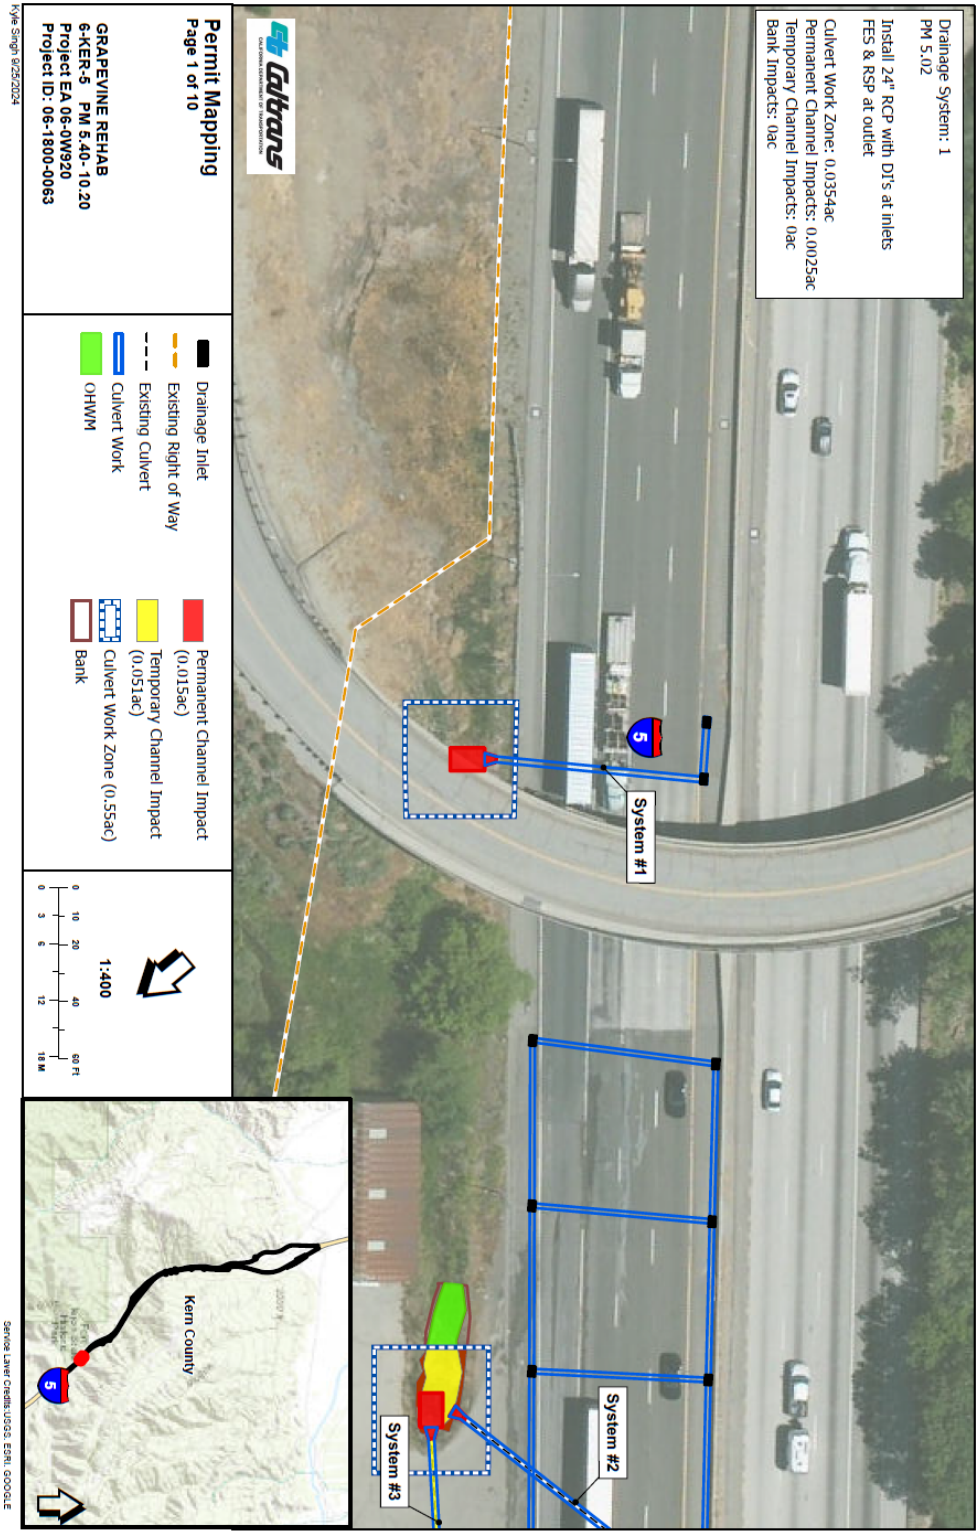 Drainage System: 1
PM 5.02
Install 24" RCP with DI's at inlets
FES & RSP at outlet
Culvert Work Zone: 0.0354ac
Permanent Channel Impacts: 0.0025ac
Temporary Channel Impacts: 0ac
Bank Impacts: 0ac
5
System #1
System #2
System #3
Caltrans
CALIFORNIA DEPARTMENT OF TRANSPORTATION
Permit Mapping
Page 1 of 10
GRAPEVINE REHAB
6-KER-5 PM 5.40- 10.20
Project EA 06-0W920
Project ID: 06-1800-0063
Drainage Inlet
Existing Right of Way
Existing Culvert
Culvert Work
OHWM
Permanent Channel Impact
(0.015ac)
Temporary Channel Impact
(0.051ac)
Culvert Work Zone (0.55ac)
Bank
1:400
0 10 20 40 60 Ft
0 3 6 12 18 M
Kern County
5
Kyle Singh 9/25/2024
Service Layer Credits:USGS, ESRI, GOOGLE